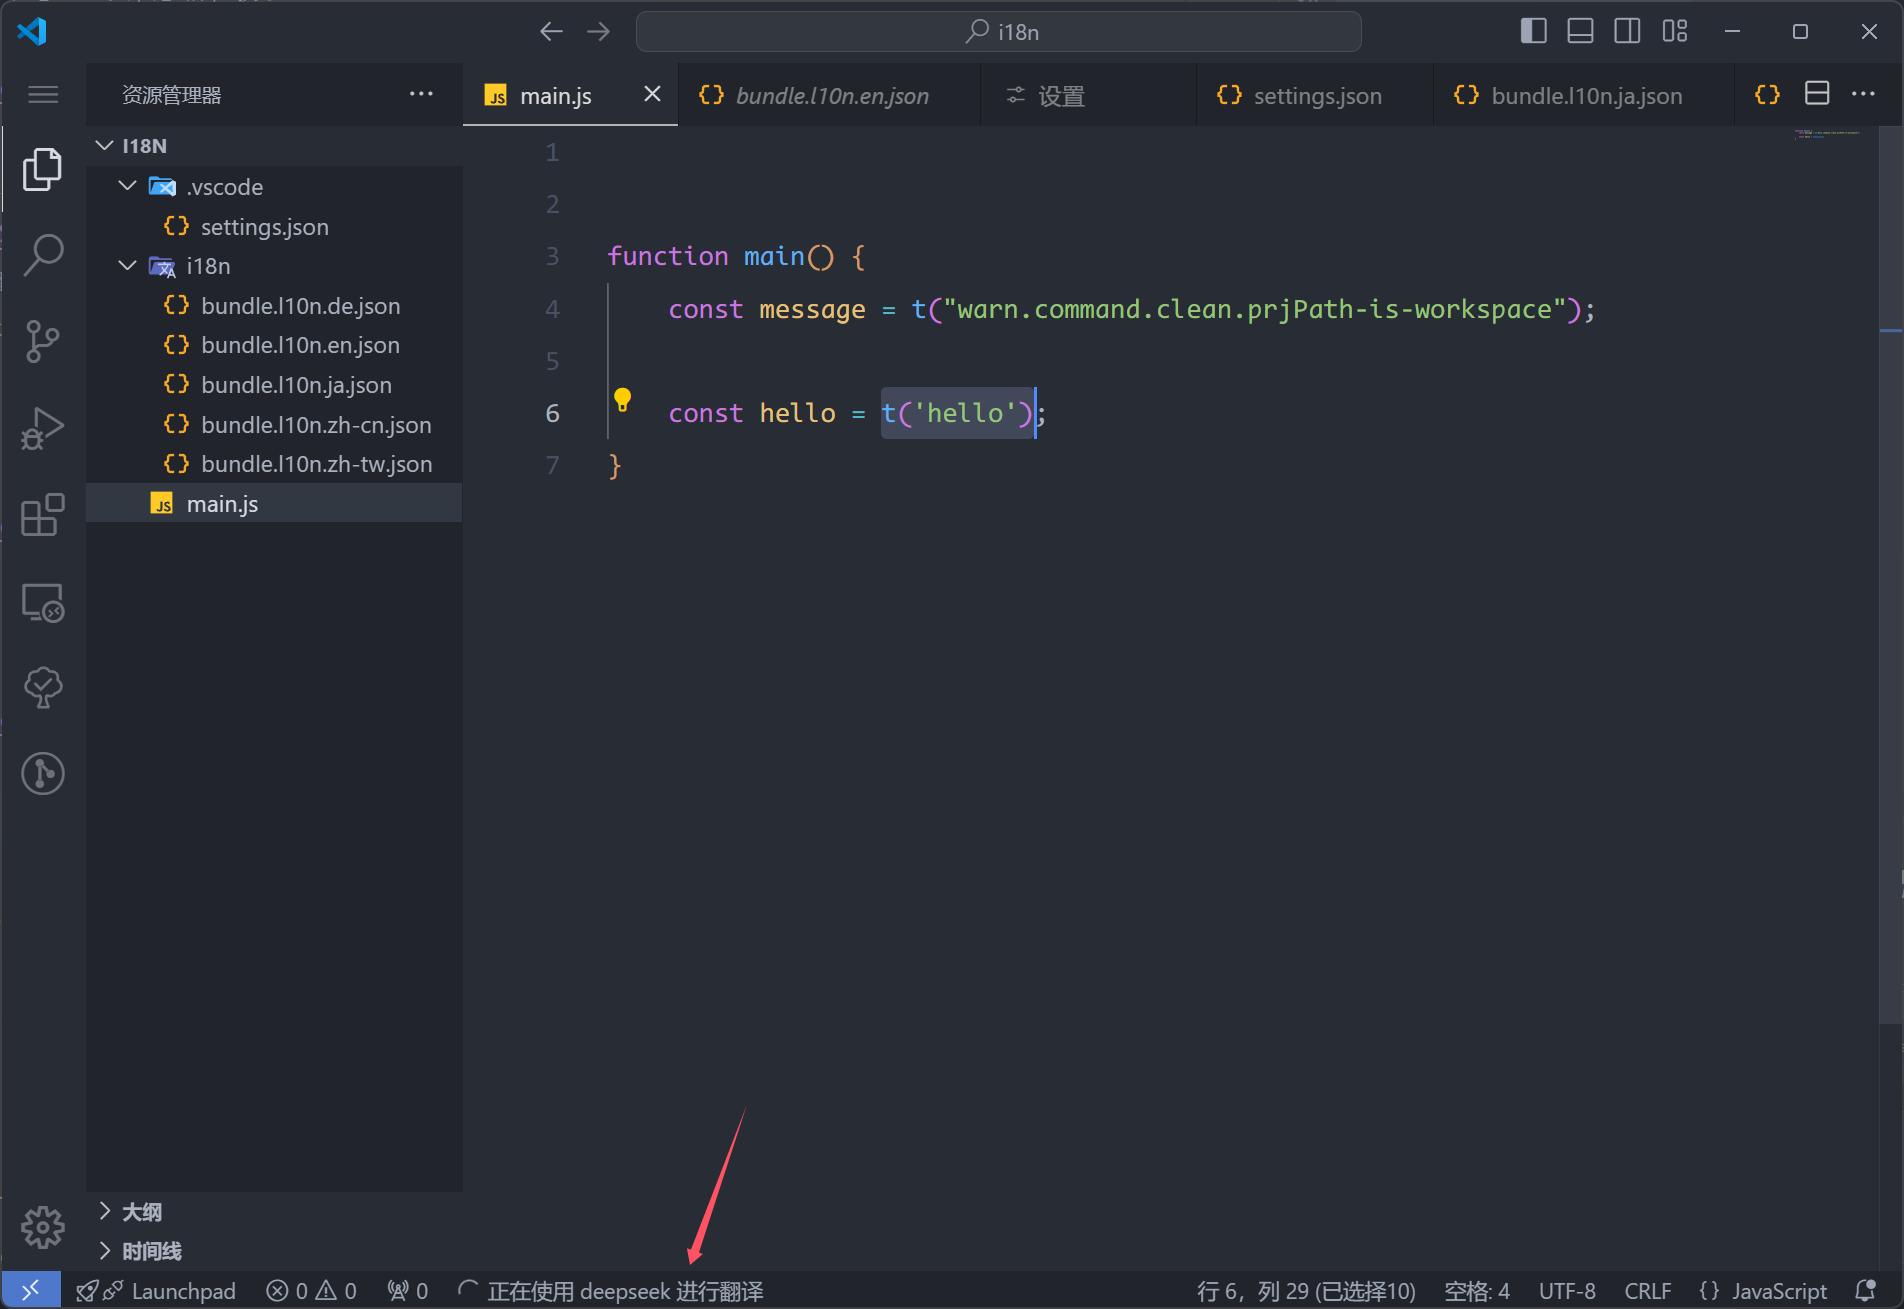 i18n
资源管理器
main.js
bundle.l10n.en.json
设置
settings.json
bundle.l10n.ja.json
I18N
.vscode
settings.json
i18n
bundle.l10n.de.json
bundle.l10n.en.json
bundle.l10n.ja.json
bundle.l10n.zh-cn.json
bundle.l10n.zh-tw.json
JS main.js
大纲
时间线
1
2
3 function main() {
4 const message = t("warn.command.clean.prjPath-is-workspace");
5
6 const hello = t('hello');
7 }
Launchpad 0 0 0 正在使用 deepseek 进行翻译 行 6，列 29 (已选择10) 空格: 4 UTF-8 CRLF {} JavaScript